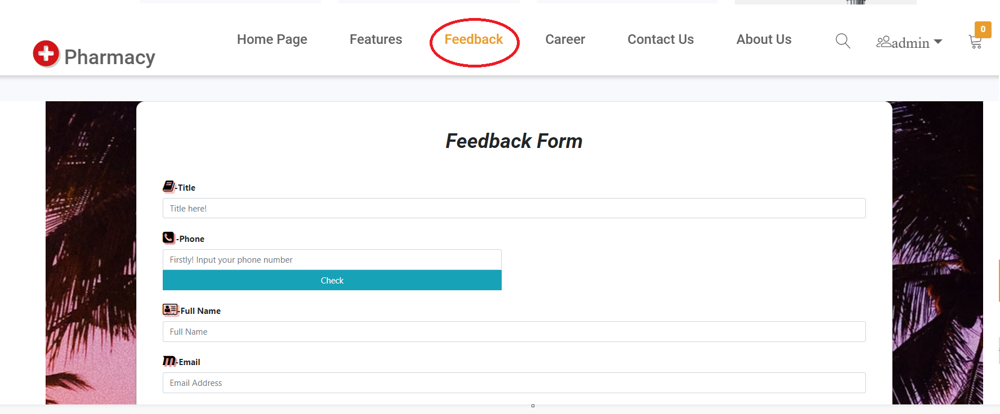 Pharmacy
Home Page Features Feedback Career Contact Us About Us admin 0
Feedback Form
-Title
Title here!
-Phone
Firstly! Input your phone number
Check
-Full Name
Full Name
-Email
Email Address